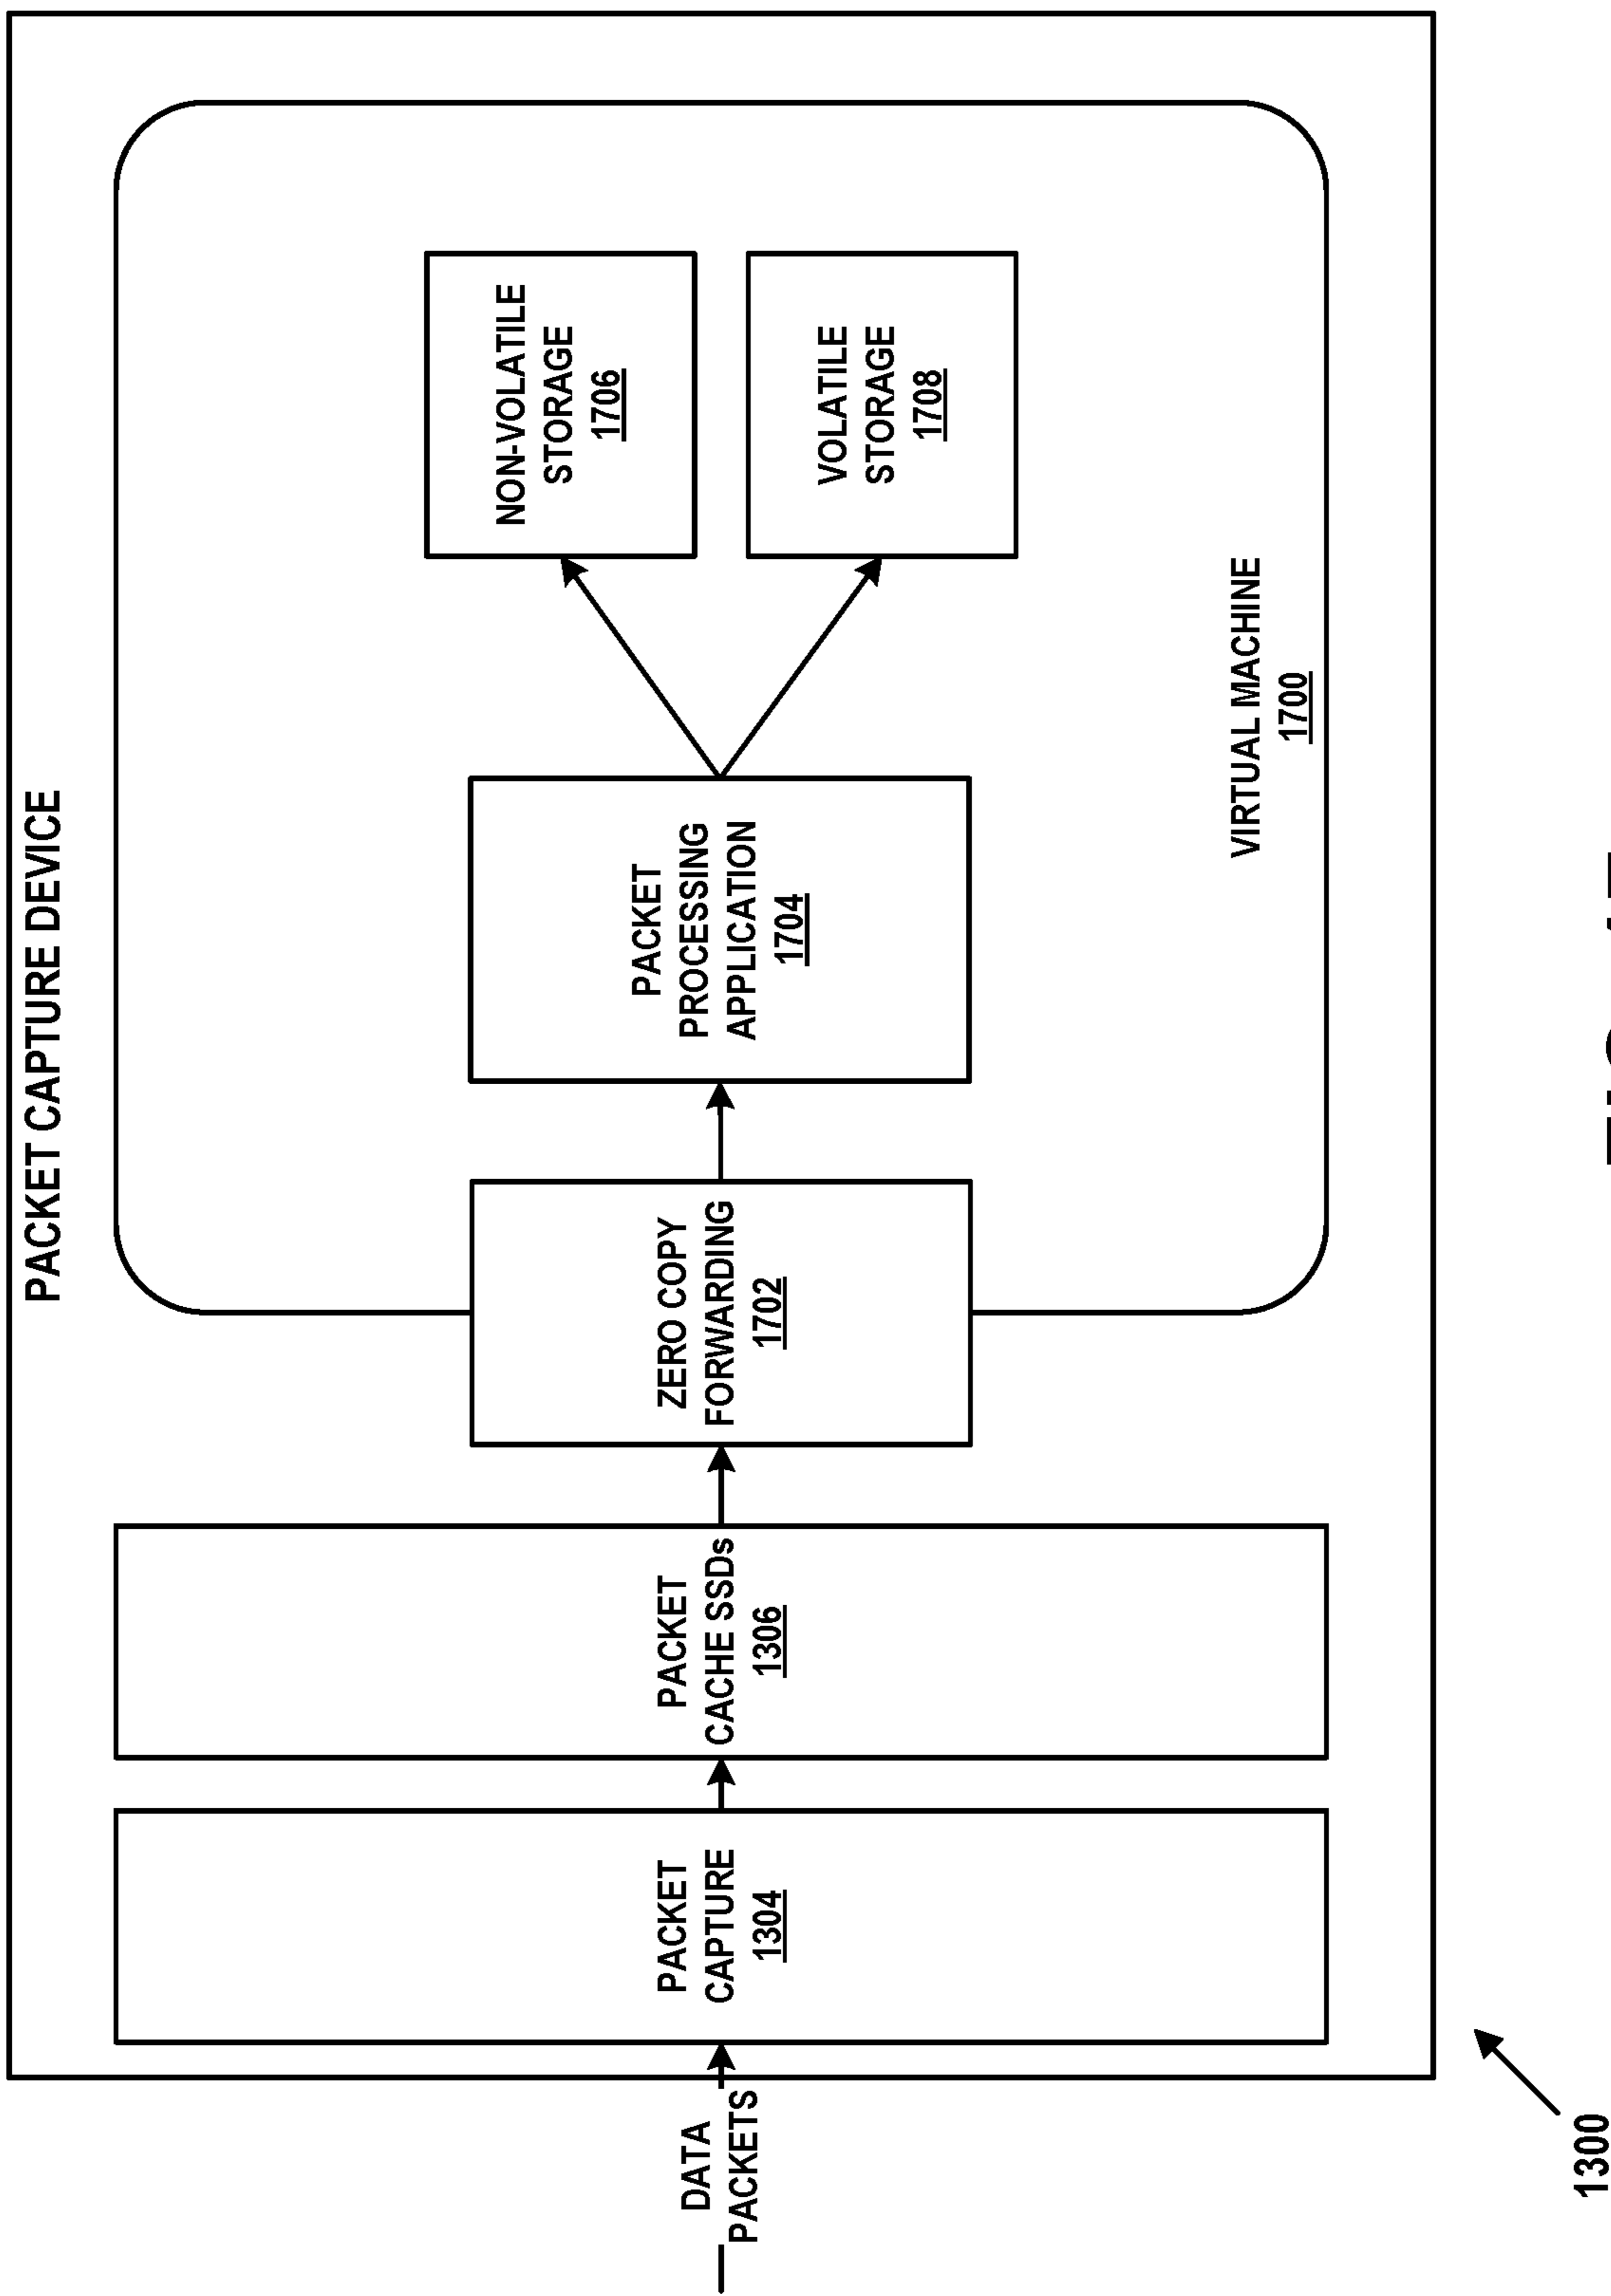 PACKET CAPTURE DEVICE
DATA
PACKETS
PACKET
CAPTURE
1304
PACKET
CACHE SSDs
1306
ZERO COPY
FORWARDING
1702
PACKET
PROCESSING
APPLICATION
1704
NON-VOLATILE
STORAGE
1706
VOLATILE
STORAGE
1708
VIRTUAL MACHINE
1700
1300